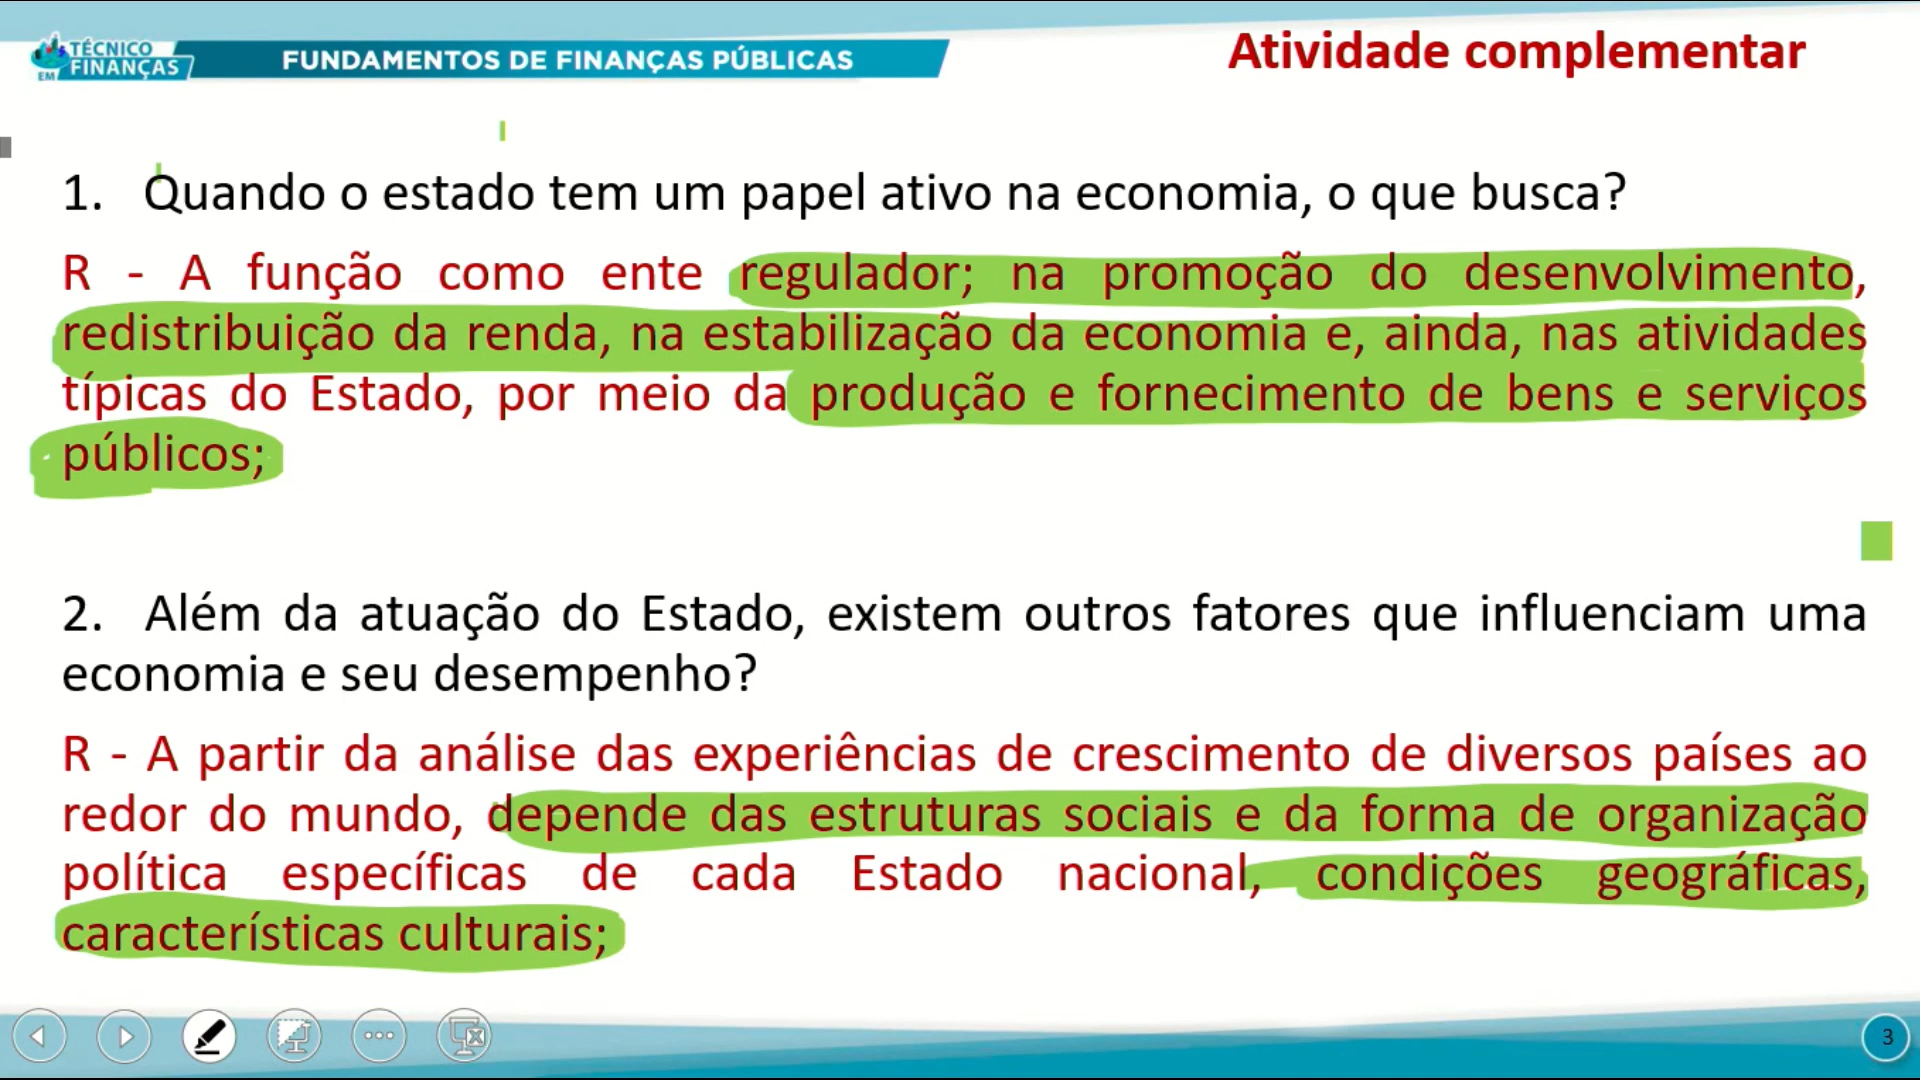 TÉCNICO
EM FINANÇAS
FUNDAMENTOS DE FINANÇAS PÚBLICAS
Atividade complementar
1. Quando o estado tem um papel ativo na economia, o que busca?
R - A função como ente regulador; na promoção do desenvolvimento,
redistribuição da renda, na estabilização da economia e, ainda, nas atividades
típicas do Estado, por meio da produção e fornecimento de bens e serviços
públicos;
2. Além da atuação do Estado, existem outros fatores que influenciam uma
economia e seu desempenho?
R - A partir da análise das experiências de crescimento de diversos países ao
redor do mundo, depende das estruturas sociais e da forma de organização
política específicas de cada Estado nacional, condições geográficas,
características culturais;
3